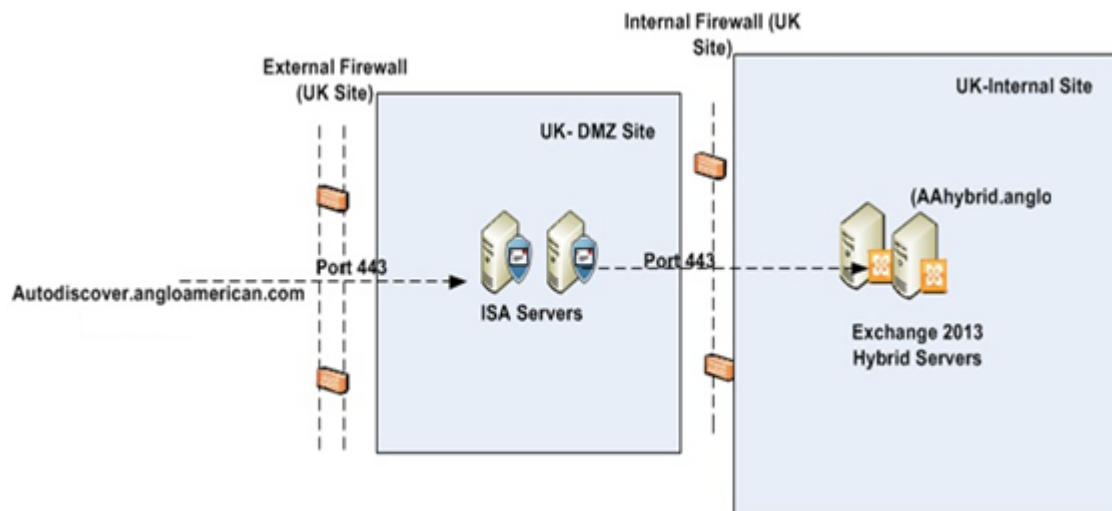 Internal Firewall (UK
Site)
External Firewall
(UK Site)
UK-Internal Site
UK- DMZ Site
(AAhybrid.anglo
Port 443
Port 443
Autodiscover.angloamerican.com
ISA Servers
Exchange 2013
Hybrid Servers